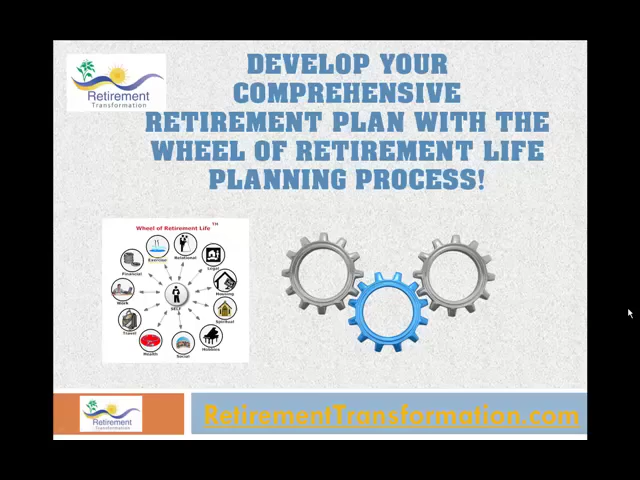 Retirement
Transformation
DEVELOP YOUR
COMPREHENSIVE
RETIREMENT PLAN WITH THE
WHEEL OF RETIREMENT LIFE
PLANNING PROCESS!
Wheel of Retirement Life TM
Exercise
Relational
Legal
Financial
Housing
Work
SELF
Spiritual
Travel
Health
Social
Hobbies
Retirement
Transformation
RetirementTransformation.com